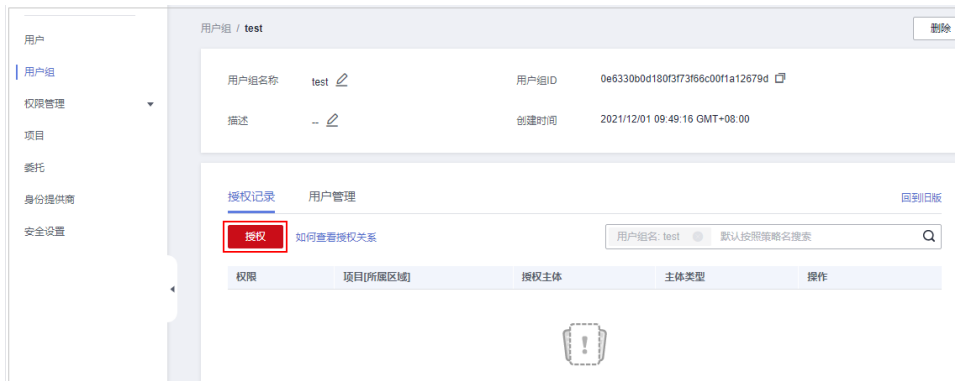 用户
用户组
权限管理
项目
委托
身份提供商
安全设置
用户组 / test
删除
用户组名称 test
用户组ID 0e6330b0d180f3f73f66c00f1a12679d
描述 --
创建时间 2021/12/01 09:49:16 GMT+08:00
授权记录 用户管理
回到旧版
授权 如何查看授权关系
用户组名: test 默认按照策略名搜索
权限 项目[所属区域] 授权主体 主体类型 操作